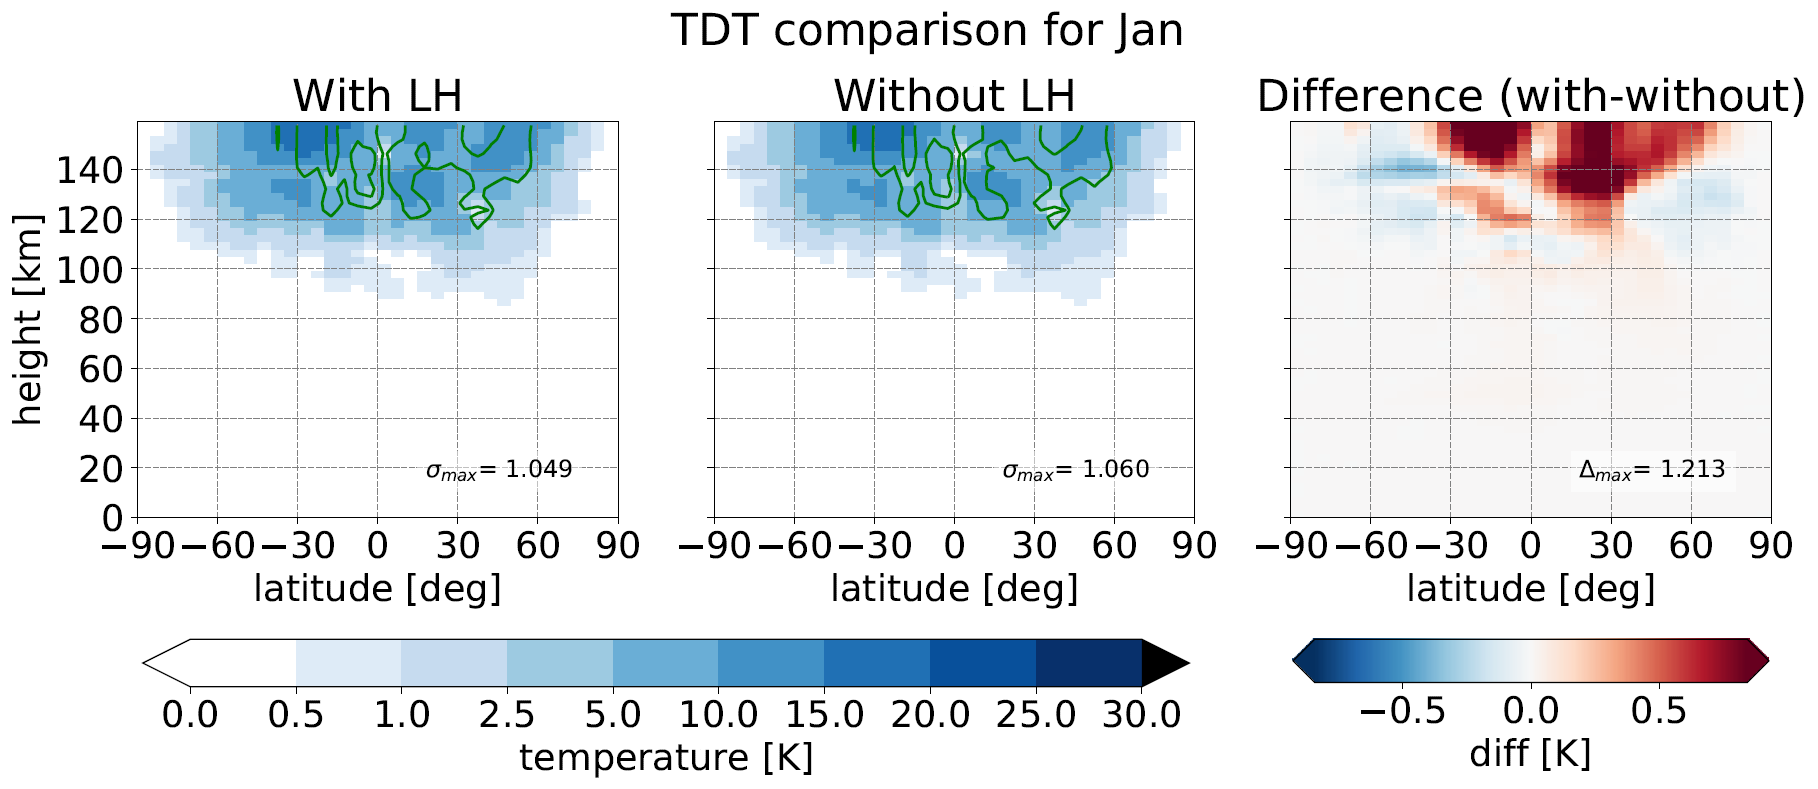 TDT comparison for Jan
With LH
Without LH
Difference (with-without)
height [km]
140
120
100
80
60
40
20
0
σmax= 1.049
σmax= 1.060
Δmax= 1.213
−90 −60 −30 0 30 60 90
−90 −60 −30 0 30 60 90
−90 −60 −30 0 30 60 90
latitude [deg]
latitude [deg]
latitude [deg]
0.0 0.5 1.0 2.5 5.0 10.0 15.0 20.0 25.0 30.0
temperature [K]
−0.5 0.0 0.5
diff [K]